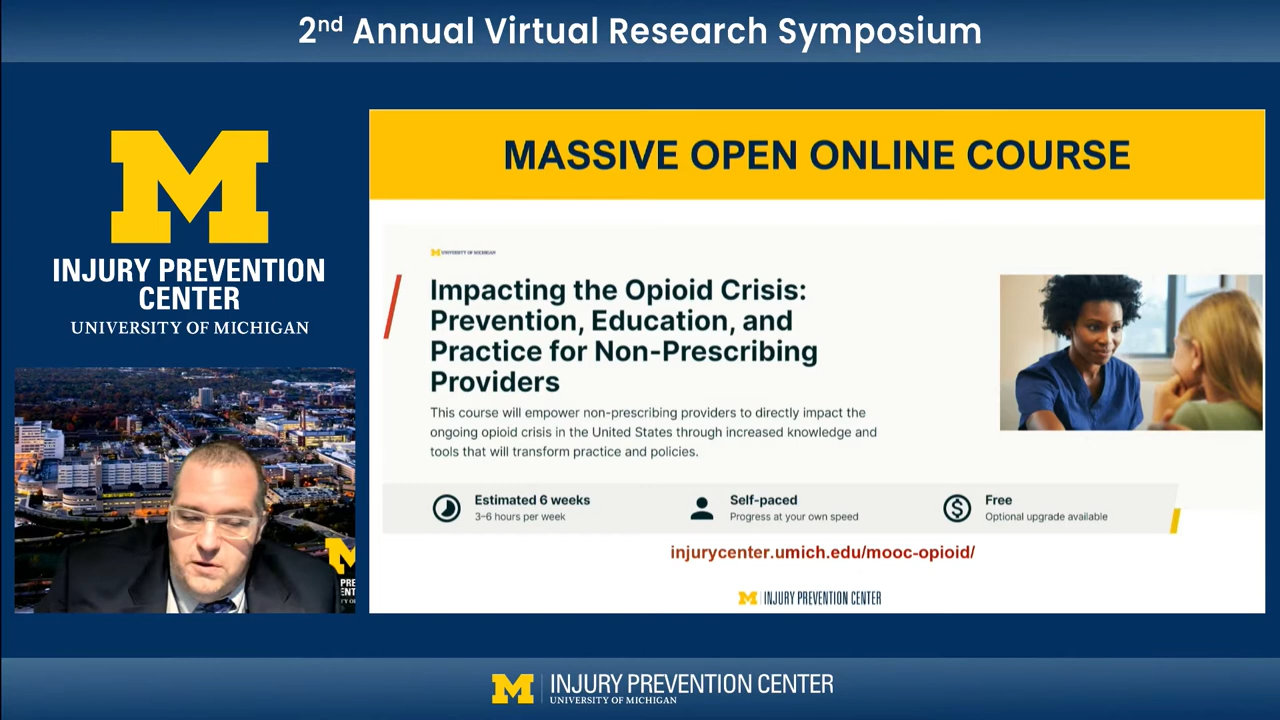 2nd Annual Virtual Research Symposium
M
INJURY PREVENTION
CENTER
UNIVERSITY OF MICHIGAN
MASSIVE OPEN ONLINE COURSE
M UNIVERSITY OF MICHIGAN
Impacting the Opioid Crisis:
Prevention, Education, and
Practice for Non-Prescribing
Providers
This course will empower non-prescribing providers to directly impact the
ongoing opioid crisis in the United States through increased knowledge and
tools that will transform practice and policies.
Estimated 6 weeks
3–6 hours per week
Self-paced
Progress at your own speed
Free
Optional upgrade available
injurycenter.umich.edu/mooc-opioid/
M INJURY PREVENTION CENTER
M INJURY PREVENTION CENTER
UNIVERSITY OF MICHIGAN